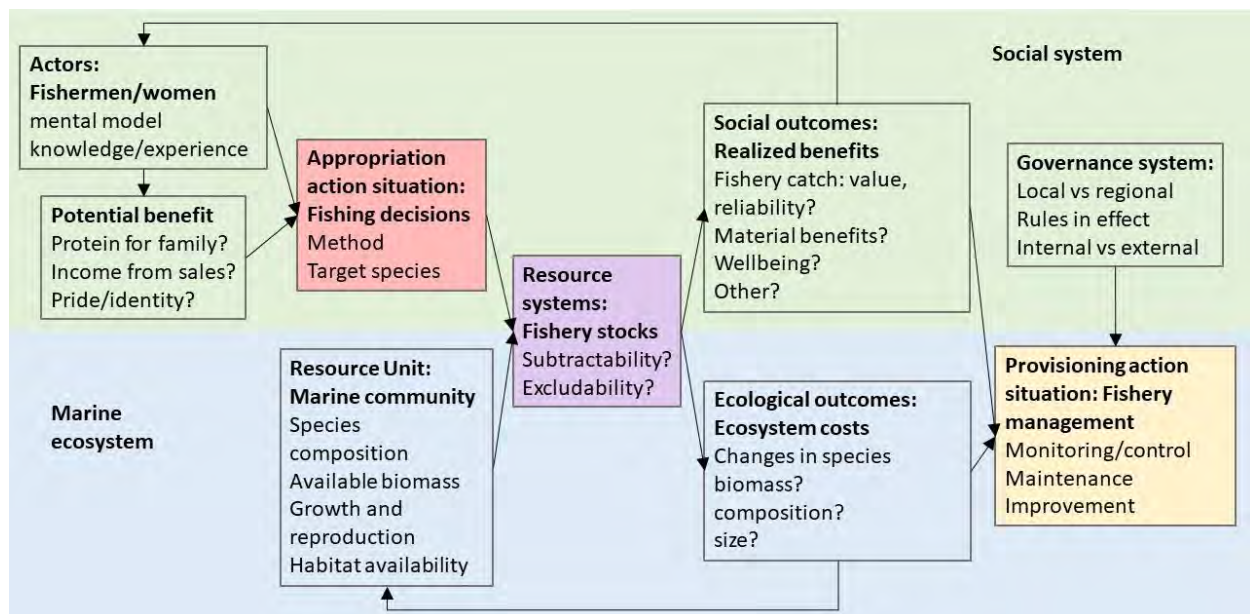 Social system
Actors:
Fishermen/women
mental model
knowledge/experience
Potential benefit
Protein for family?
Income from sales?
Pride/identity?
Appropriation
action situation:
Fishing decisions
Method
Target species
Resource
systems:
Fishery stocks
Subtractability?
Excludability?
Social outcomes:
Realized benefits
Fishery catch: value,
reliability?
Material benefits?
Wellbeing?
Other?
Governance system:
Local vs regional
Rules in effect
Internal vs external
Marine
ecosystem
Resource Unit:
Marine community
Species
composition
Available biomass
Growth and
reproduction
Habitat availability
Ecological outcomes:
Ecosystem costs
Changes in species
biomass?
composition?
size?
Provisioning action
situation: Fishery
management
Monitoring/control
Maintenance
Improvement